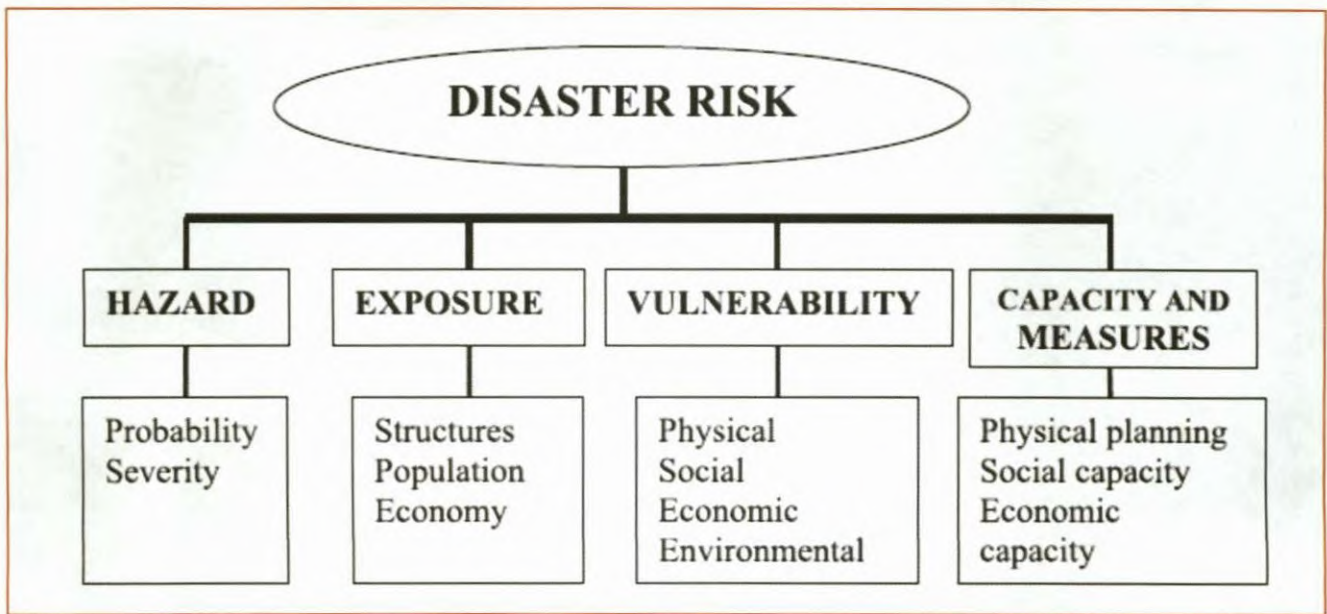 DISASTER RISK
HAZARD
EXPOSURE
VULNERABILITY
CAPACITY AND
MEASURES
Probability
Severity
Structures
Population
Economy
Physical
Social
Economic
Environmental
Physical planning
Social capacity
Economic
capacity